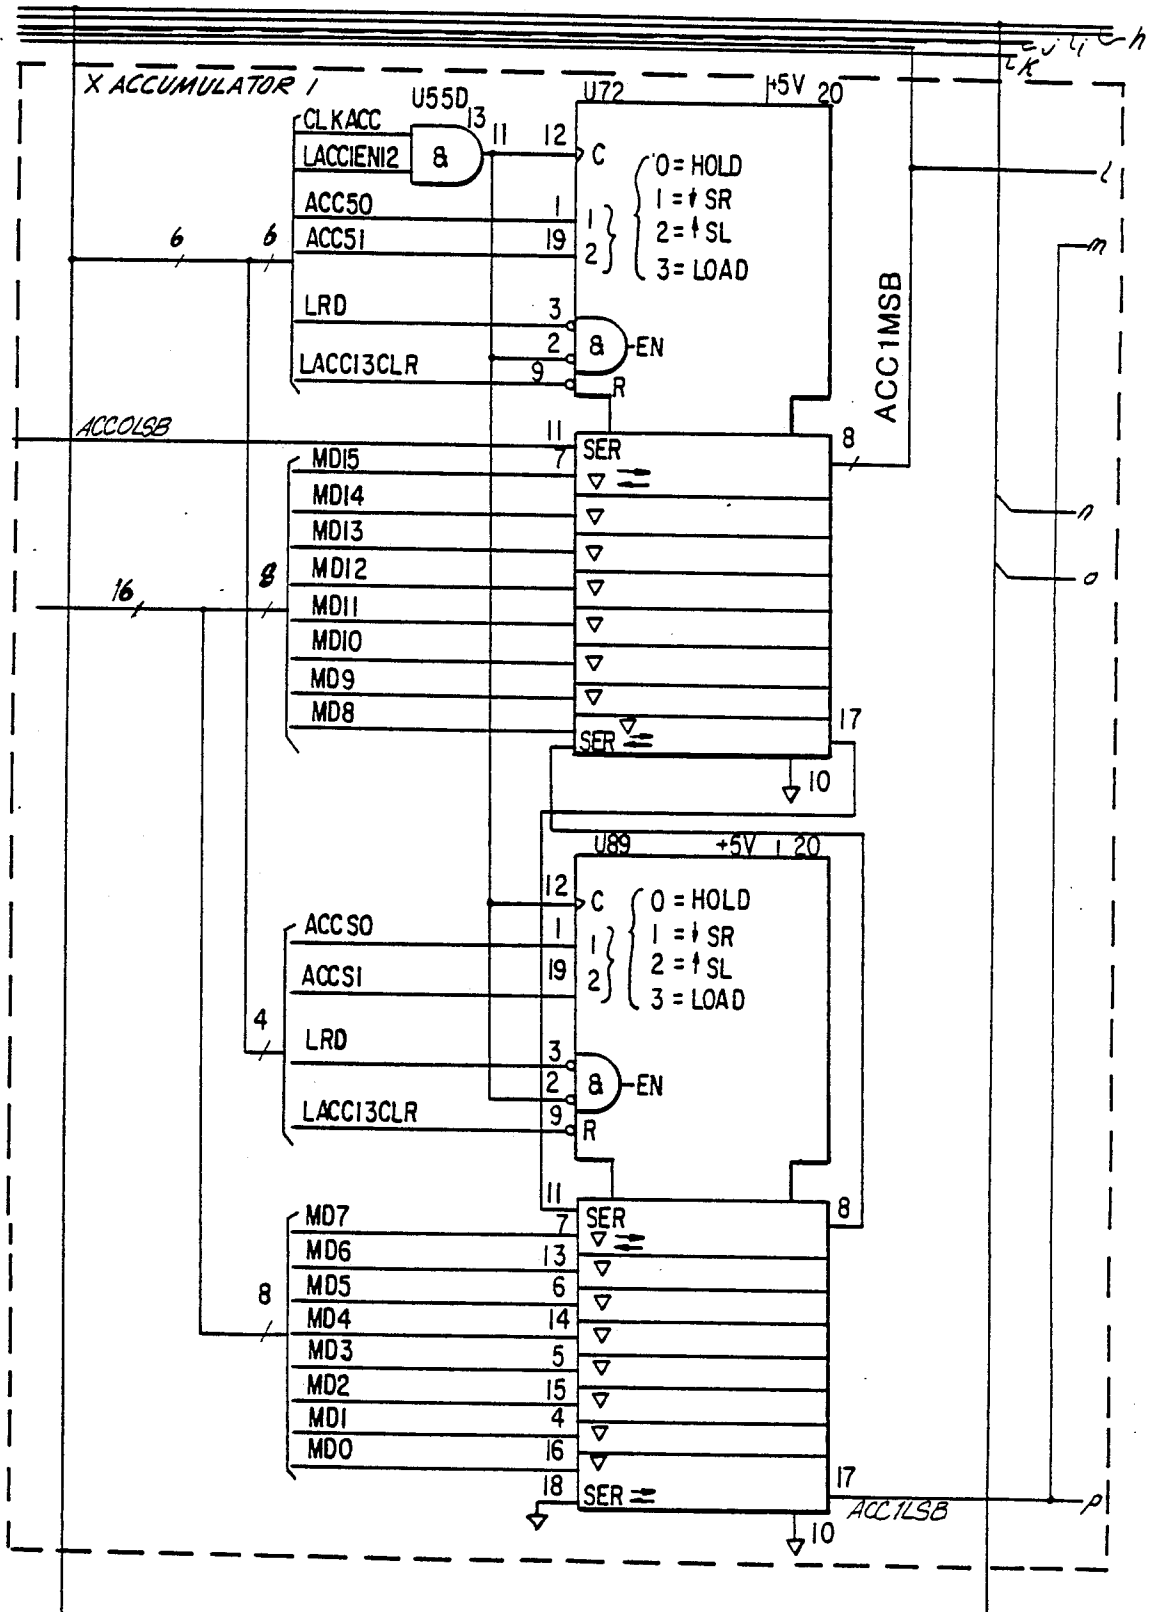 h
j
i
k
X ACCUMULATOR 1
U55D
U72
+5V 20
CLKACC
13
11
12
C
LACC1EN12
&
0 = HOLD
1 = ↓ SR
2 = ↑ SL
3 = LOAD
ACC50
1
1
ACC51
19
2
6
6
l
m
LRD
3
2
&
EN
LACC13CLR
9
R
ACC1MSB
ACC0LSB
11
SER
8
MD15
7
MD14
n
MD13
MD12
o
16
8
MD11
MD10
MD9
MD8
17
SER
10
U89
+5V
20
12
C
0 = HOLD
1 = ↓ SR
2 = ↑ SL
3 = LOAD
ACCS0
1
1
ACCS1
19
2
4
LRD
3
2
&
EN
LACC13CLR
9
R
11
SER
8
MD7
7
MD6
13
MD5
6
8
MD4
14
MD3
5
MD2
15
MD1
4
MD0
16
18
SER
17
ACC1LSB
p
10